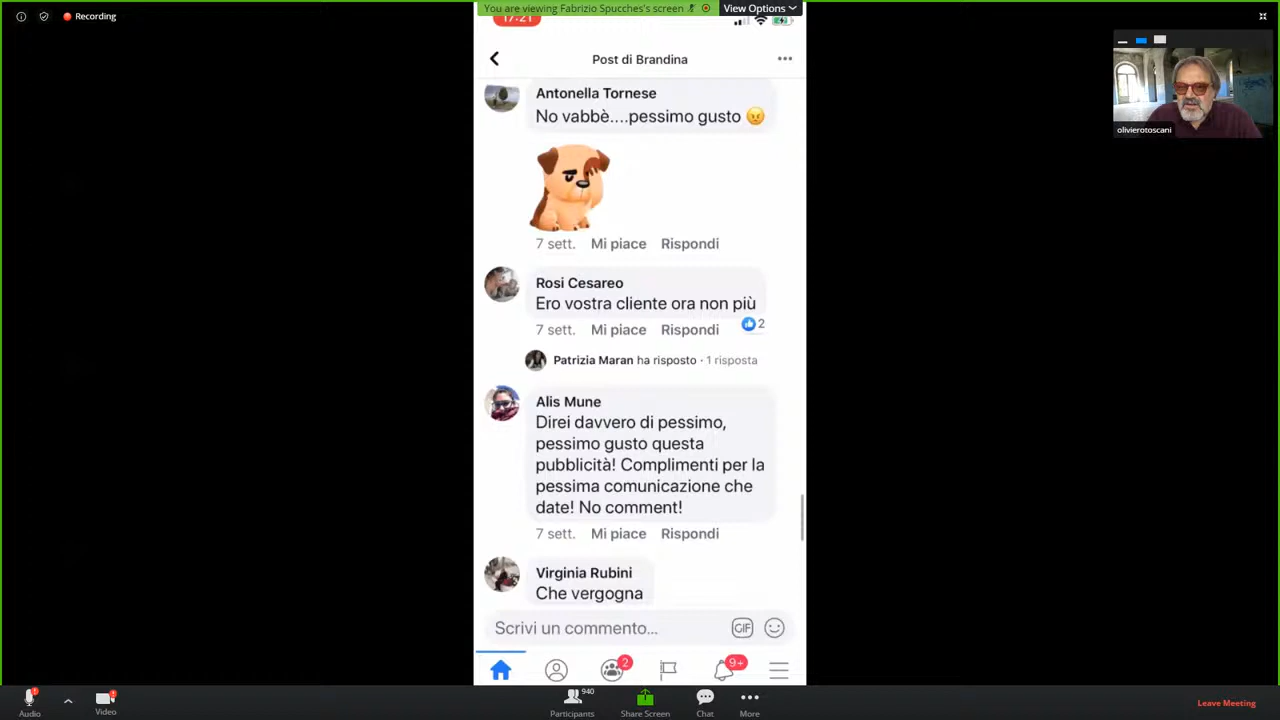 Recording
You are viewing Fabrizio Spucches's screen
View Options
17:21
Post di Brandina
Antonella Tornese
No vabbè....pessimo gusto 😠
7 sett. Mi piace Rispondi
Rosi Cesareo
Ero vostra cliente ora non più
7 sett. Mi piace Rispondi 2
Patrizia Maran ha risposto · 1 risposta
Alis Mune
Direi davvero di pessimo,
pessimo gusto questa
pubblicità! Complimenti per la
pessima comunicazione che
date! No comment!
7 sett. Mi piace Rispondi
Virginia Rubini
Che vergogna
Scrivi un commento...
GIF
2
9+
olivierotoscani
Audio
Video
940
Participants
Share Screen
Chat
More
Leave Meeting